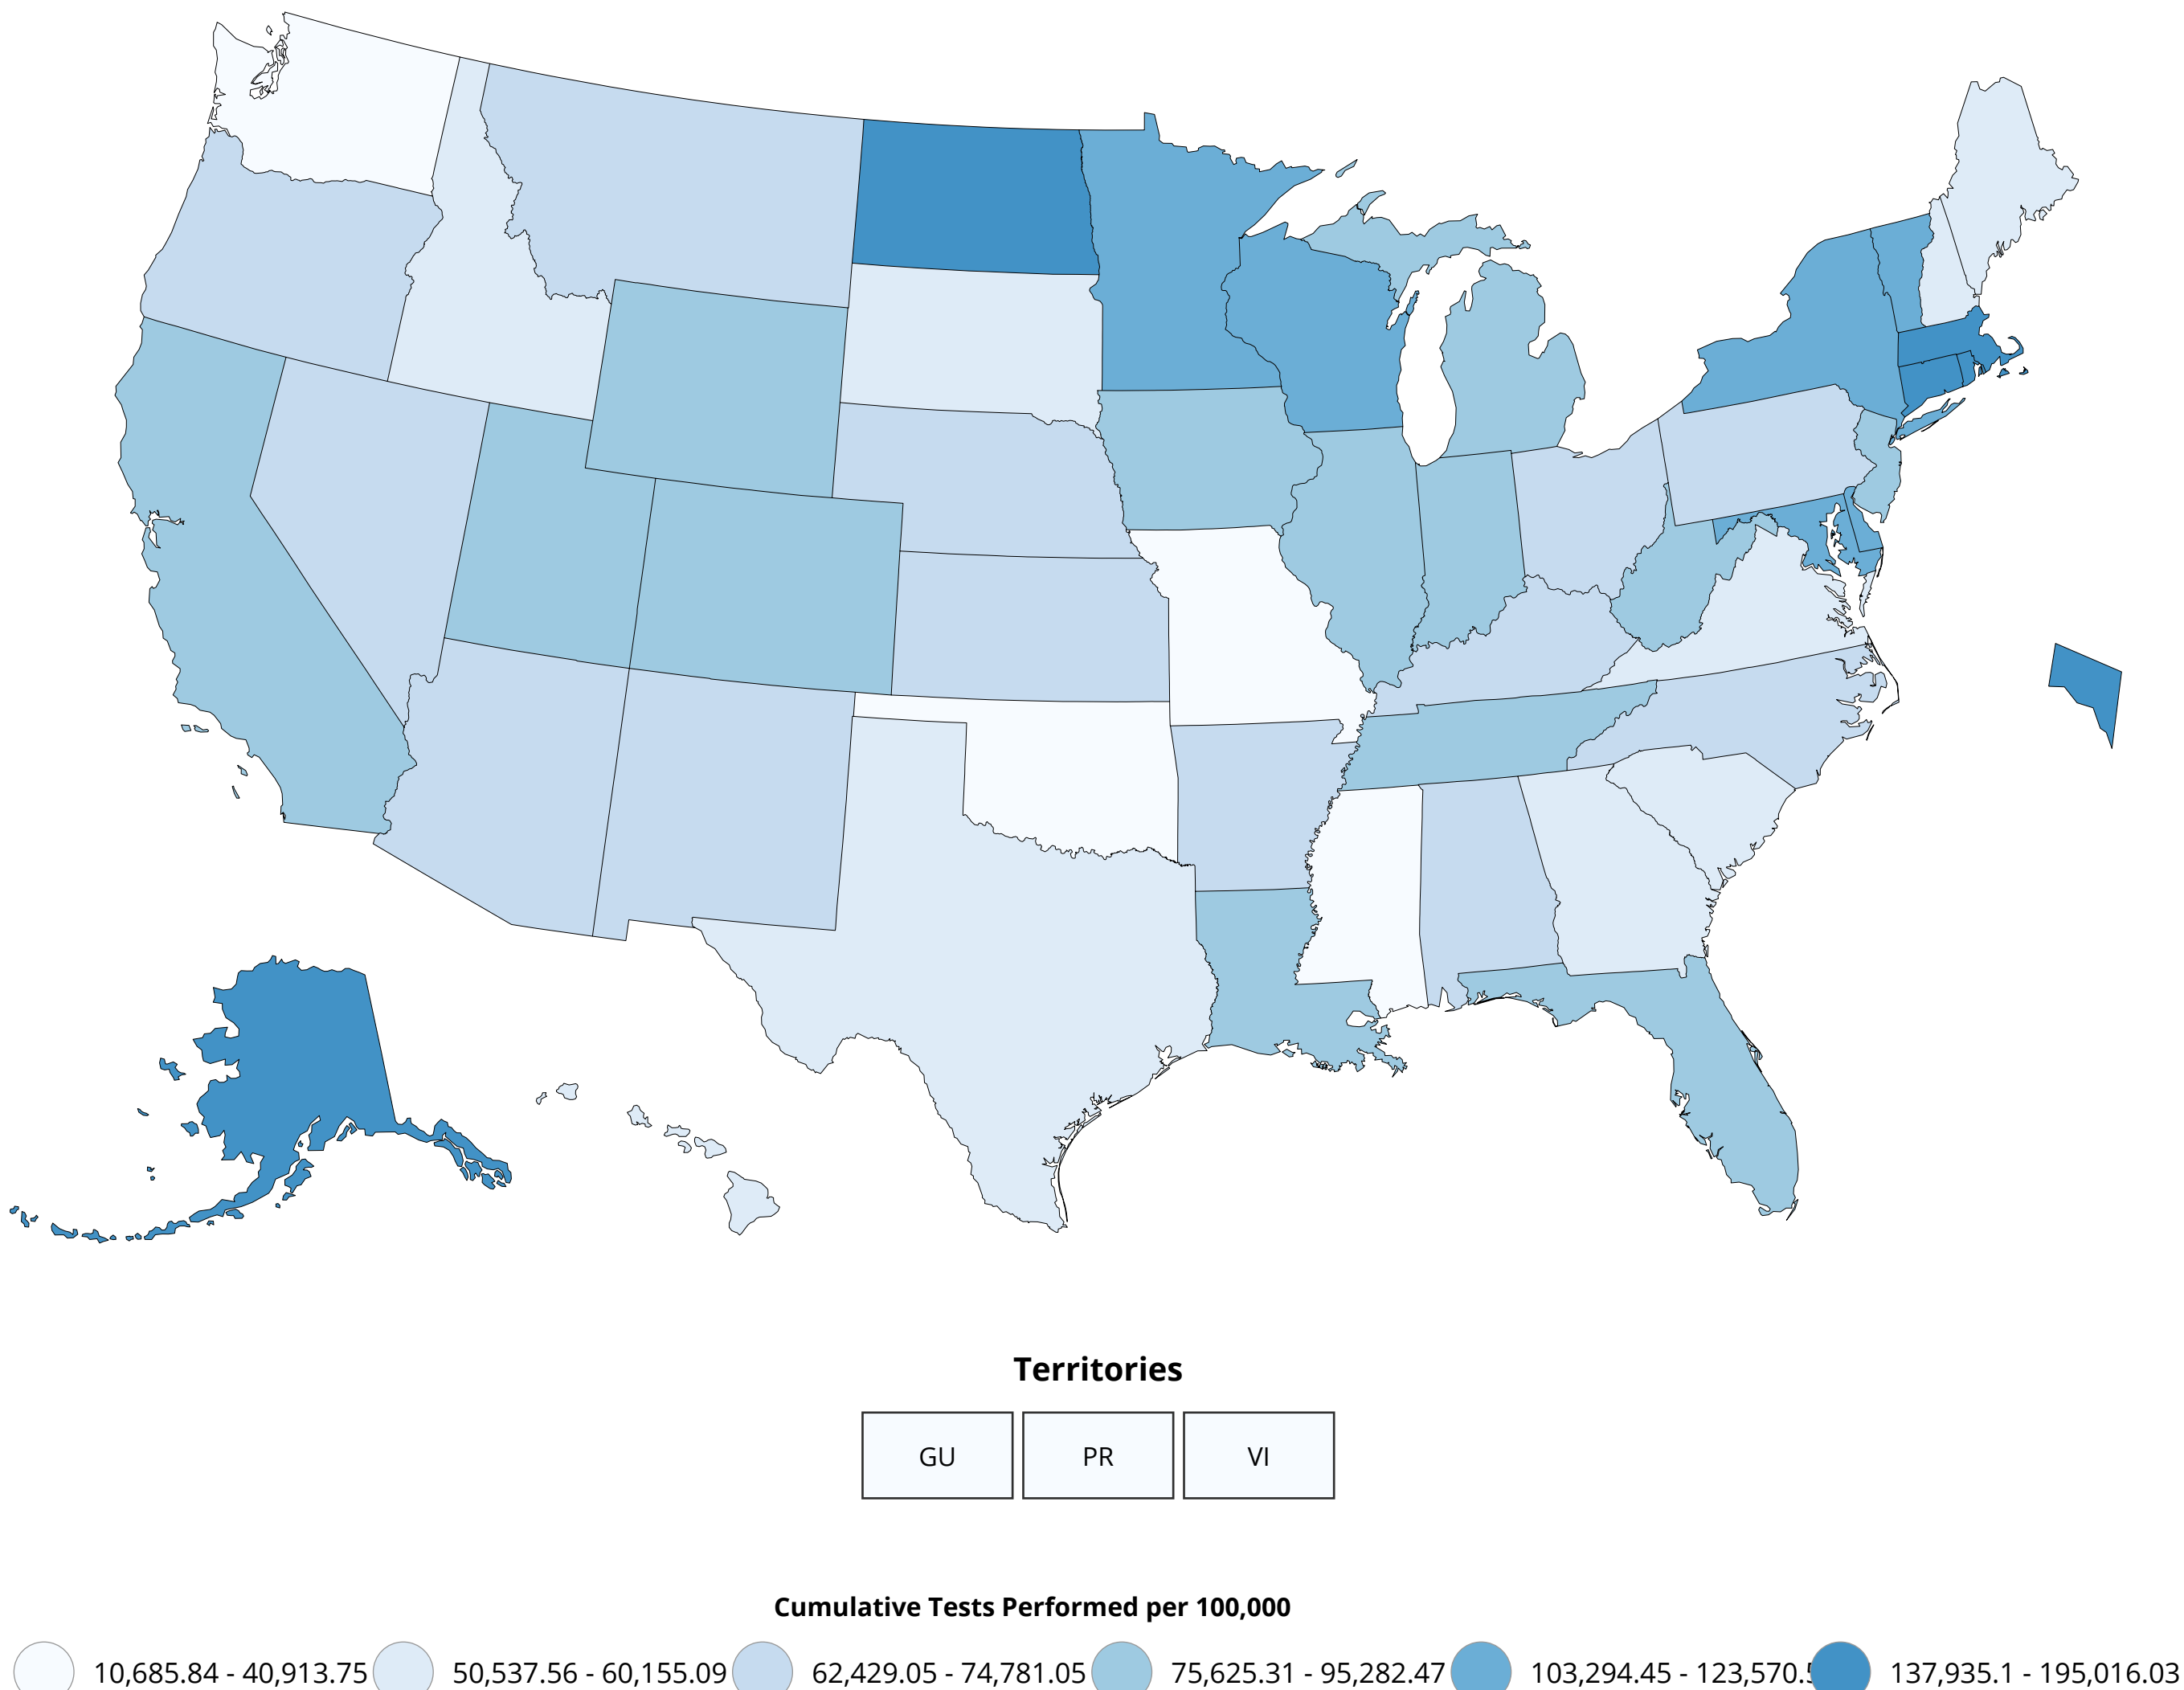 Territories
GU PR VI
Cumulative Tests Performed per 100,000
10,685.84 - 40,913.75 50,537.56 - 60,155.09 62,429.05 - 74,781.05 75,625.31 - 95,282.47 103,294.45 - 123,570. 137,935.1 - 195,016.03